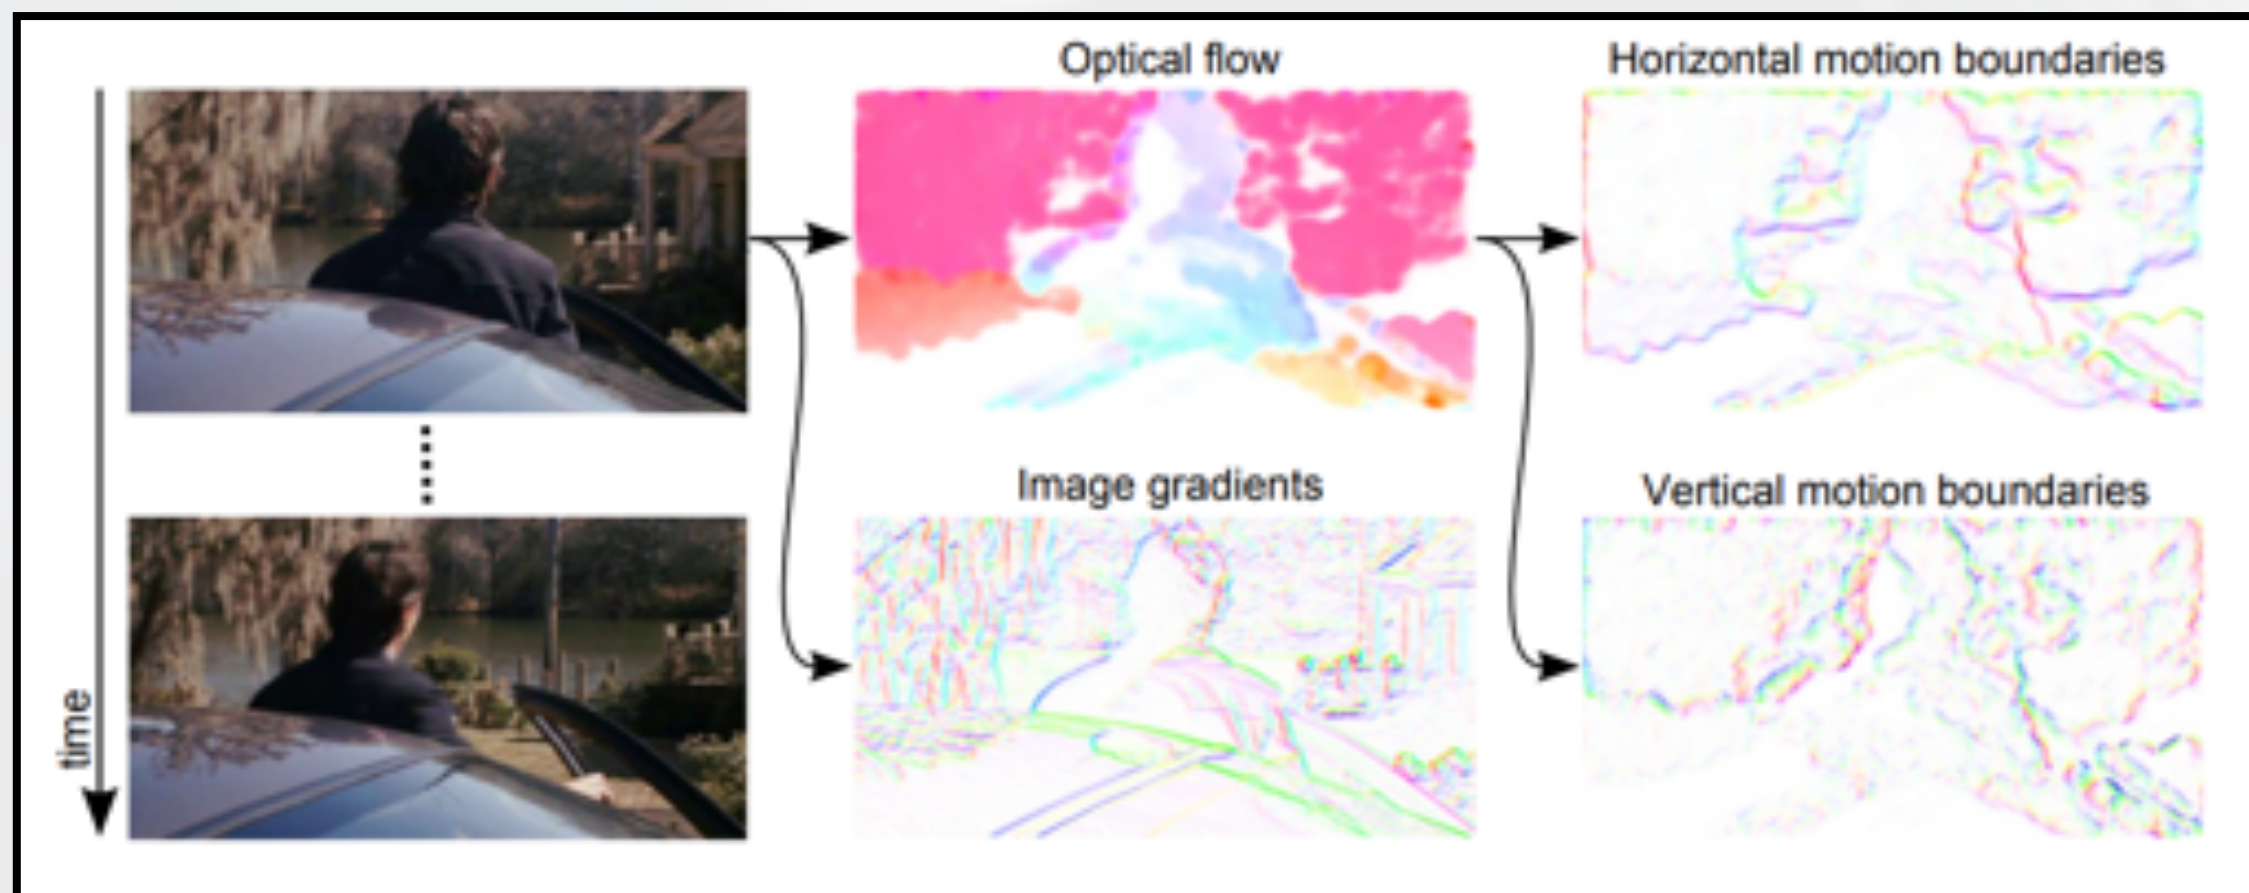 Optical flow
Horizontal motion boundaries
Image gradients
Vertical motion boundaries
time